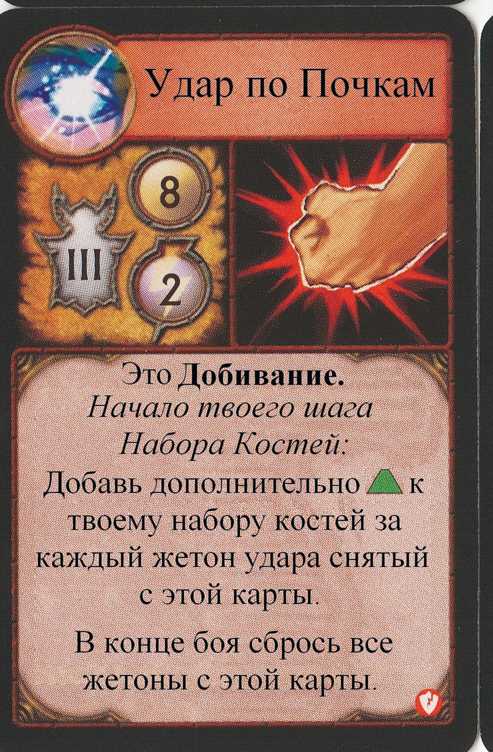 Удар по Почкам
8
III
2
Это Добивание.
Начало твоего шага
Набора Костей:
Добавь дополнительно к
твоему набору костей за
каждый жетон удара снятый
с этой карты.
В конце боя сбрось все
жетоны с этой карты.